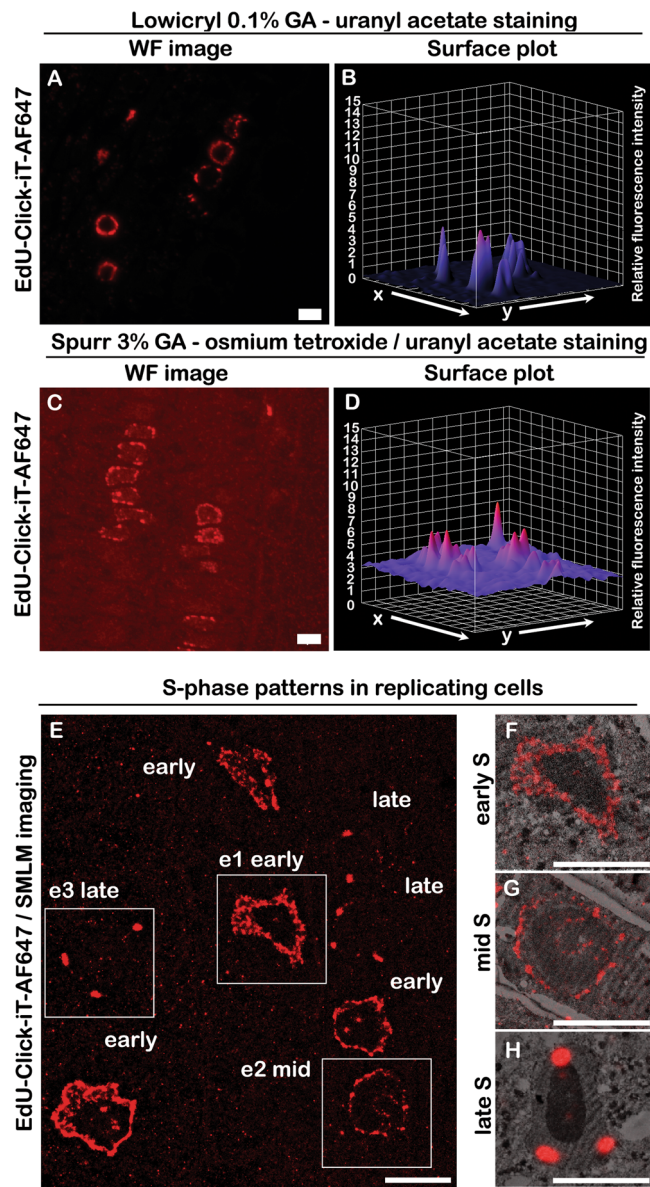 Lowicryl 0.1% GA - uranyl acetate staining
WF image
Surface plot
EdU-Click-iT-AF647
A
B
15
14
13
12
11
10
9
8
7
6
5
4
3
2
1
0
x
y
Relative fluorescence intensity
Spurr 3% GA - osmium tetroxide / uranyl acetate staining
WF image
Surface plot
EdU-Click-iT-AF647
C
D
15
14
13
12
11
10
9
8
7
6
5
4
3
2
1
0
x
y
Relative fluorescence intensity
S-phase patterns in replicating cells
EdU-Click-iT-AF647 / SMLM imaging
E
early
late
e1 early
late
e3 late
early
early
e2 mid
early S
F
mid S
G
late S
H